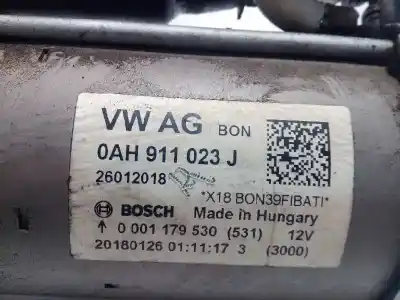 VW AG BON
0AH 911 023 J
26012018
*X18 BON39FIBATI*
BOSCH Made in Hungary
0 001 179 530 (531) 12V
20180126 01:11:17 3 (3000)